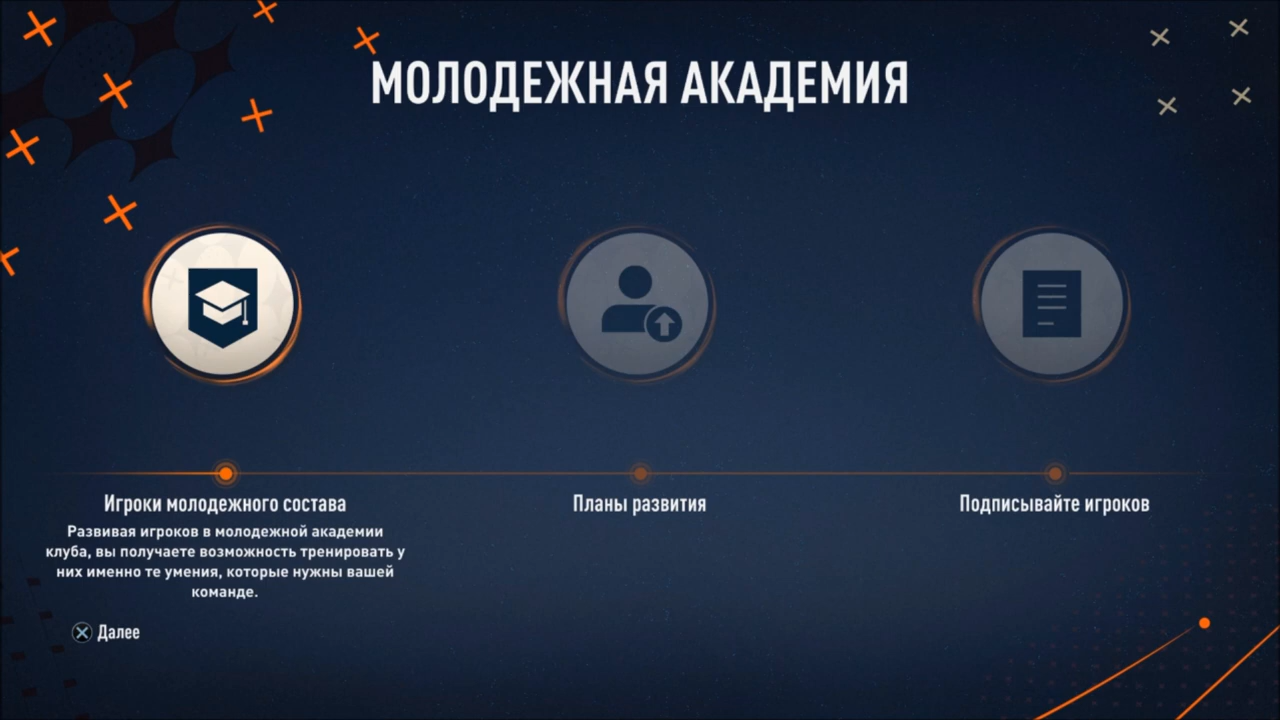 МОЛОДЕЖНАЯ АКАДЕМИЯ
Игроки молодежного состава
Развивая игроков в молодежной академии
клуба, вы получаете возможность тренировать у
них именно те умения, которые нужны вашей
команде.
Далее
Планы развития
Подписывайте игроков